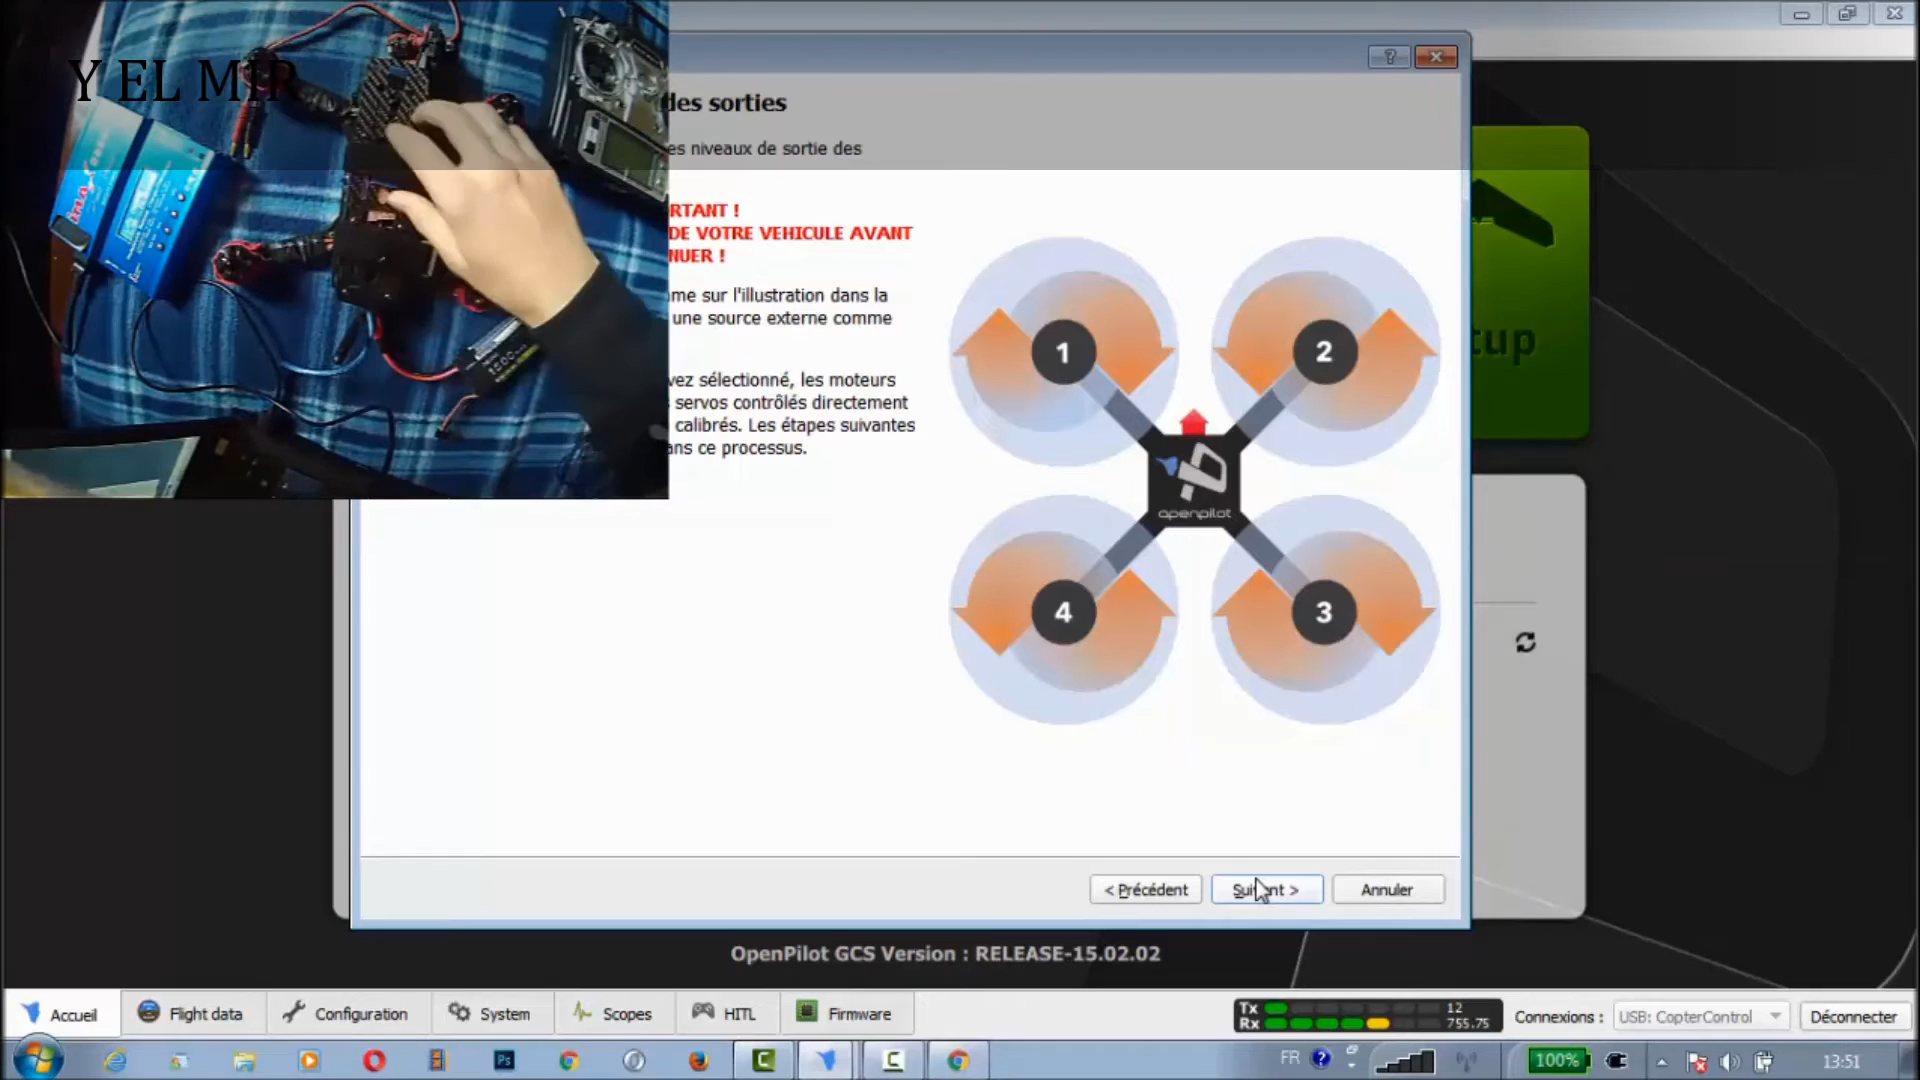 Y EL MIR
des sorties
es niveaux de sortie des
RTANT !
DE VOTRE VEHICULE AVANT
NUER !
me sur l'illustration dans la
une source externe comme
vez sélectionné, les moteurs
servos contrôlés directement
calibrés. Les étapes suivantes
ans ce processus.
1
2
openpilot
4
3
tup
< Précédent
Suivant >
Annuler
OpenPilot GCS Version : RELEASE-15.02.02
Accueil
Flight data
Configuration
System
Scopes
HITL
Firmware
Tx 12
Rx 755.75
Connexions :
USB: CopterControl
Déconnecter
Ps
FR
100%
13:51